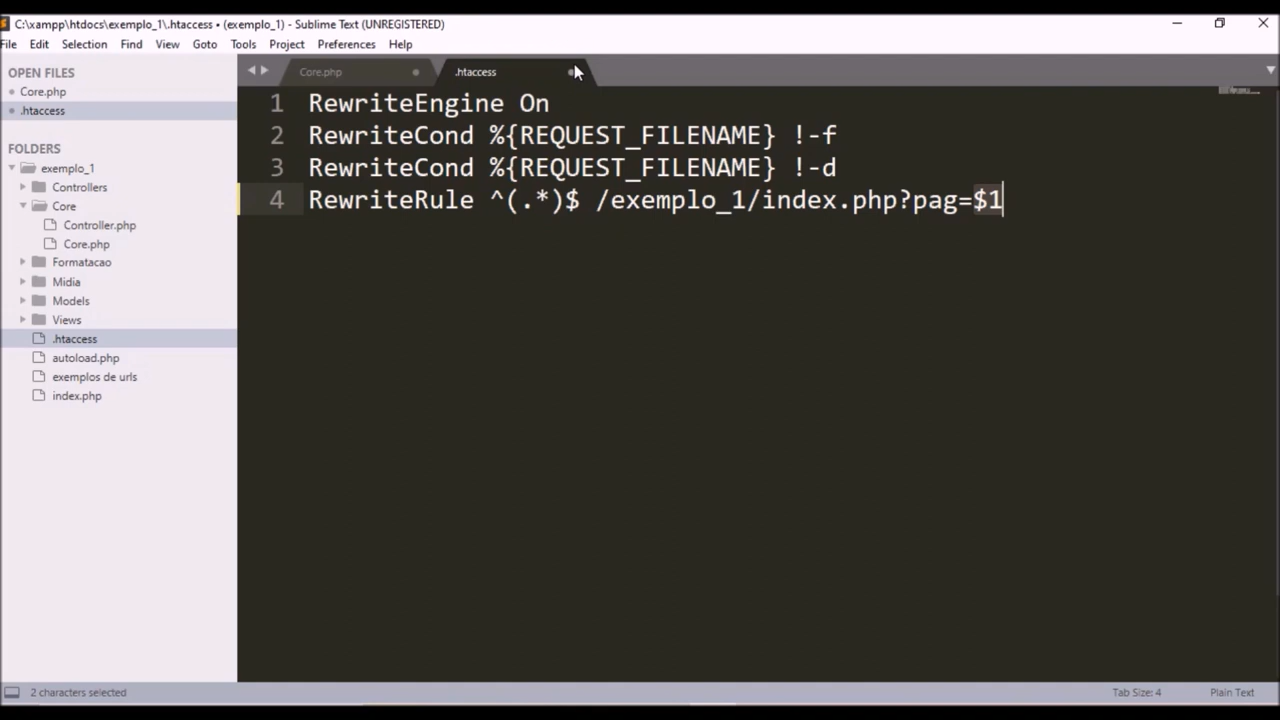 C:\xampp\htdocs\exemplo_1\.htaccess • (exemplo_1) - Sublime Text (UNREGISTERED)
File Edit Selection Find View Goto Tools Project Preferences Help
OPEN FILES
Core.php
.htaccess
FOLDERS
exemplo_1
Controllers
Core
Controller.php
Core.php
Formatacao
Midia
Models
Views
.htaccess
autoload.php
exemplos de urls
index.php
Core.php .htaccess
1 RewriteEngine On
2 RewriteCond %{REQUEST_FILENAME} !-f
3 RewriteCond %{REQUEST_FILENAME} !-d
4 RewriteRule ^(.*)$ /exemplo_1/index.php?pag=$1
2 characters selected Tab Size: 4 Plain Text